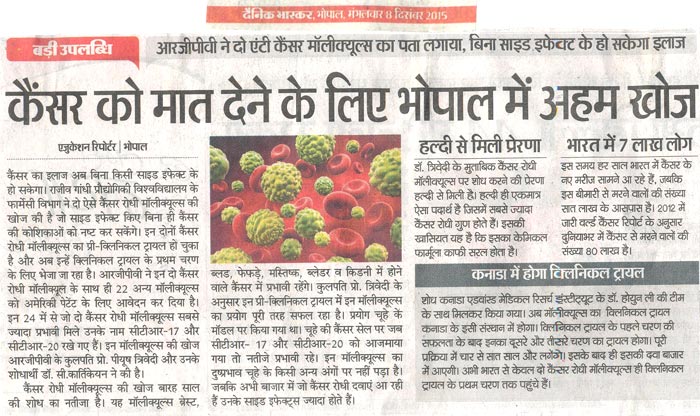 दैनिक भास्कर, भोपाल, मंगलवार 8 दिसंबर 2015
बड़ी उपलब्धि
आरजीपीवी ने दो एंटी कैंसर मॉलीक्यूल्स का पता लगाया, बिना साइड इफेक्ट के हो सकेगा इलाज
कैंसर को मात देने के लिए भोपाल में अहम खोज
एजुकेशन रिपोर्टर | भोपाल
कैंसर का इलाज अब बिना किसी साइड इफेक्ट के
हो सकेगा। राजीव गांधी प्रौद्योगिकी विश्वविद्यालय के
फार्मेसी विभाग ने दो ऐसे कैंसर रोधी मॉलीक्यूल्स की
खोज की है जो साइड इफेक्ट किए बिना ही कैंसर
की कोशिकाओं को नष्ट कर सकेंगे। इन दोनों कैंसर
रोधी मॉलीक्यूल्स का प्री-क्लिनिकल ट्रायल हो चुका
है और अब इन्हें क्लिनिकल ट्रायल के प्रथम चरण
के लिए भेजा जा रहा है। आरजीपीवी ने इन दो कैंसर
रोधी मॉलीक्यूल के साथ ही 22 अन्य मॉलीक्यूल्स
को अमेरिकी पेटेंट के लिए आवेदन कर दिया है।
इन 24 में से जो दो कैंसर रोधी मॉलीक्यूल्स सबसे
ज्यादा प्रभावी मिले उनके नाम सीटीआर-17 और
सीटीआर-20 रखे गए हैं। इन मॉलीक्यूल्स की खोज
आरजीपीवी के कुलपति प्रो. पीयूष त्रिवेदी और उनके
शोधार्थी डॉ. सी.कार्तिकेयन ने की है।
कैंसर रोधी मॉलीक्यूल्स की खोज बारह साल
की शोध का नतीजा है। यह मॉलीक्यूल्स ब्रेस्ट,
ब्लड, फेफड़े, मस्तिष्क, ब्लेडर व किडनी में होने
वाले कैंसर में प्रभावी रहेंगे। कुलपति प्रो. त्रिवेदी के
अनुसार इन प्री-क्लिनिकल ट्रायल में इन मॉलीक्यूल्स
का प्रयोग पूरी तरह सफल रहा है। प्रयोग चूहे के
मॉडल पर किया गया था। चूहे की कैंसर सेल पर जब
सीटीआर- 17 और सीटीआर-20 को आजमाया
गया तो नतीजे प्रभावी रहे। इन मॉलीक्यूल्स का
दुष्प्रभाव चूहे के किसी अन्य अंगों पर नहीं पड़ा है।
जबकि अभी बाजार में जो कैंसर रोधी दवाएं आ रही
हैं उनके साइड इफेक्ट्स ज्यादा होते हैं।
हल्दी से मिली प्रेरणा
डॉ. त्रिवेदी के मुताबिक कैंसर रोधी
मॉलीक्यूल्स पर शोध करने की प्रेरणा
हल्दी से मिली है। हल्दी ही एकमात्र
ऐसा पदार्थ है जिसमें सबसे ज्यादा
कैंसर रोधी गुण होते हैं। इसकी
खासियत यह है कि इसका केमिकल
फार्मूला काफी सरल होता है।
भारत में 7 लाख लोग
इस समय हर साल भारत में कैंसर के
नए मरीज सामने आ रहे हैं, जबकि
इस बीमारी से मरने वालों की संख्या
सात लाख के आसपास है। 2012 में
जारी वर्ल्ड कैंसर रिपोर्ट के अनुसार
दुनियाभर में कैंसर से मरने वालों की
संख्या 80 लाख है।
कनाडा में होगा क्लिनिकल ट्रायल
शोध कनाडा एडवांस्ड मेडिकल रिसर्च इंस्टीट्यूट के डॉ. होयुन ली की टीम
के साथ मिलकर किया गया। अब मॉलीक्यूल्स का क्लिनिकल ट्रायल
कनाडा के इसी संस्थान में होगा। क्लिनिकल ट्रायल के पहले चरण की
सफलता के बाद इनका दूसरे और तीसरे चरण का ट्रायल होगा। पूरी
प्रक्रिया में चार से सात साल और लगेंगे। इसके बाद ही इसकी दवा बाजार
में आएगी। अभी भारत से केवल दो कैंसर रोधी मॉलीक्यूल्स ही क्लिनिकल
ट्रायल के प्रथम चरण तक पहुंचे हैं।